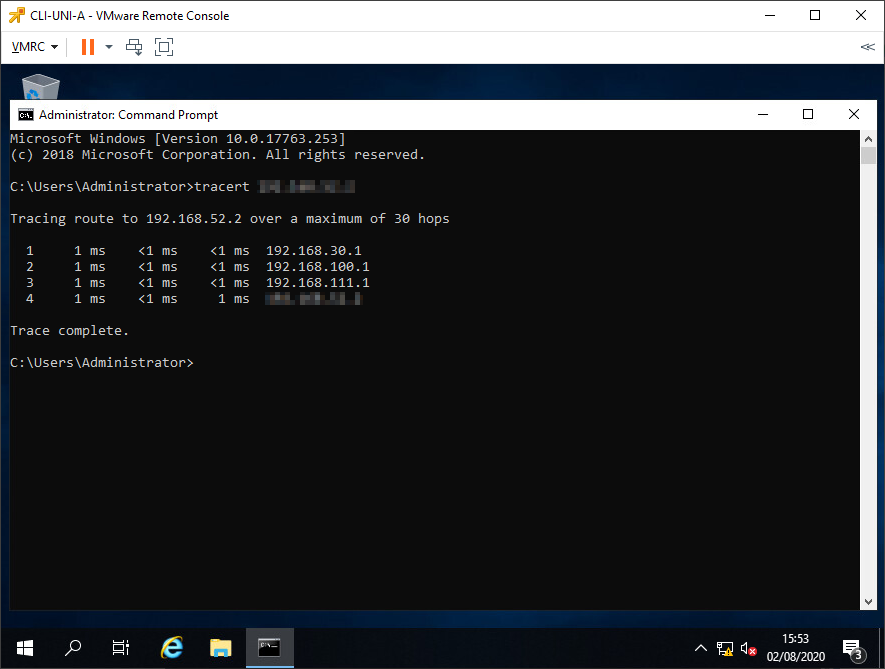 CLI-UNI-A - VMware Remote Console
VMRC
Administrator: Command Prompt
Microsoft Windows [Version 10.0.17763.253]
(c) 2018 Microsoft Corporation. All rights reserved.
C:\Users\Administrator>tracert
Tracing route to 192.168.52.2 over a maximum of 30 hops
1 1 ms <1 ms <1 ms 192.168.30.1
2 1 ms <1 ms <1 ms 192.168.100.1
3 1 ms <1 ms <1 ms 192.168.111.1
4 1 ms <1 ms 1 ms
Trace complete.
C:\Users\Administrator>
15:53
02/08/2020
3